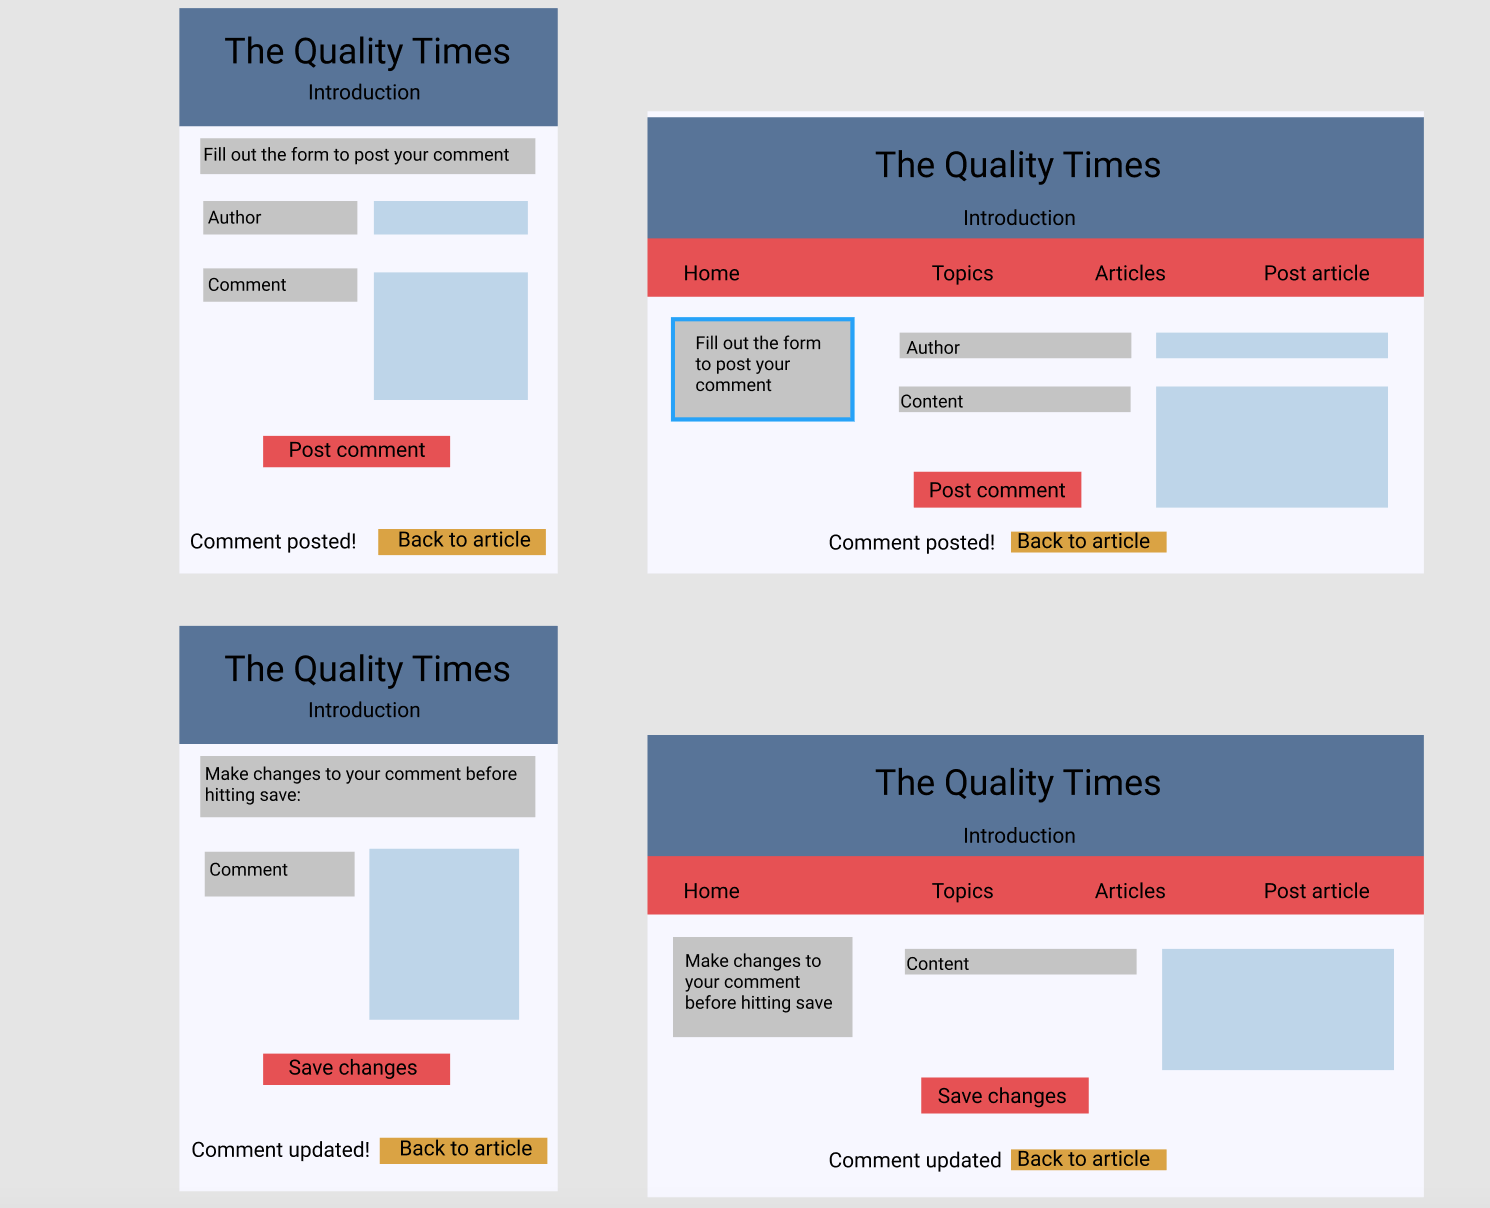 The Quality Times
Introduction
Fill out the form to post your comment
Author
Comment
Post comment
Comment posted!
Back to article
The Quality Times
Introduction
Home
Topics
Articles
Post article
Fill out the form
to post your
comment
Author
Content
Post comment
Comment posted!
Back to article
The Quality Times
Introduction
Make changes to your comment before
hitting save:
Comment
Save changes
Comment updated!
Back to article
The Quality Times
Introduction
Home
Topics
Articles
Post article
Make changes to
your comment
before hitting save
Content
Save changes
Comment updated
Back to article